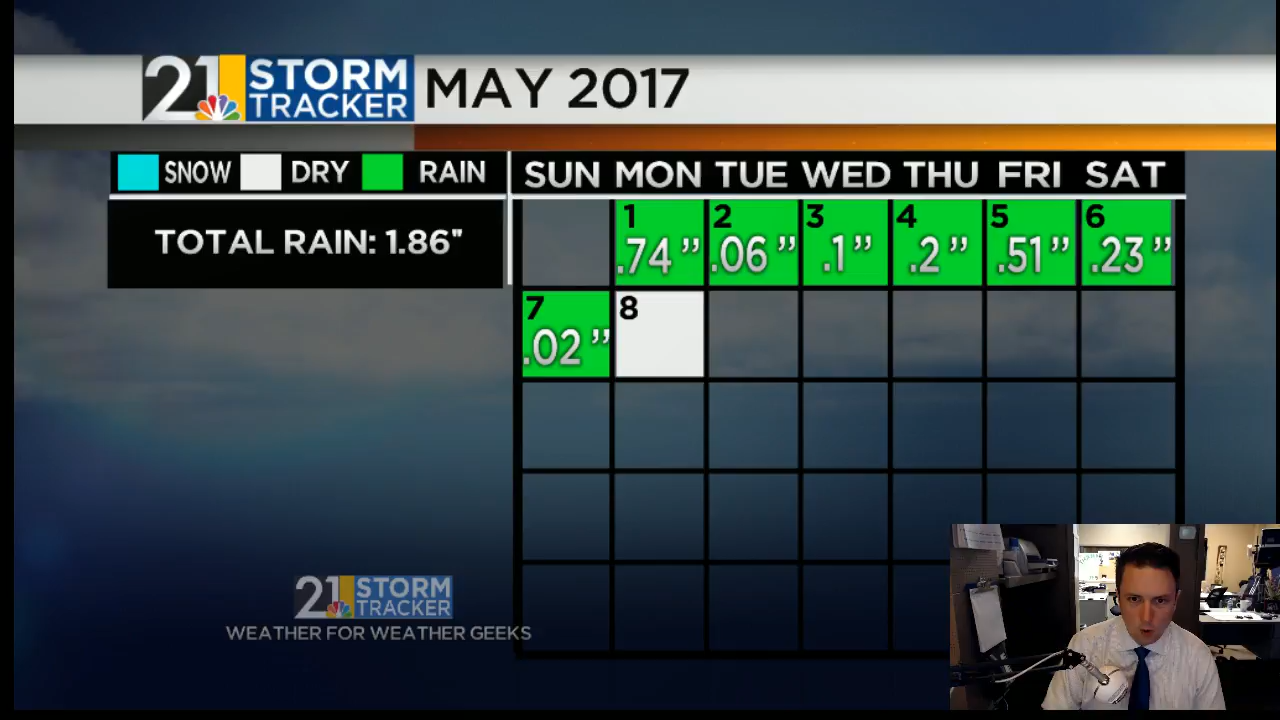 21 STORM TRACKER MAY 2017
SNOW DRY RAIN
TOTAL RAIN: 1.86"
SUN MON TUE WED THU FRI SAT
1 2 3 4 5 6
.74" .06" .1" .2" .51" .23"
7 8
.02"
21 STORM TRACKER
WEATHER FOR WEATHER GEEKS